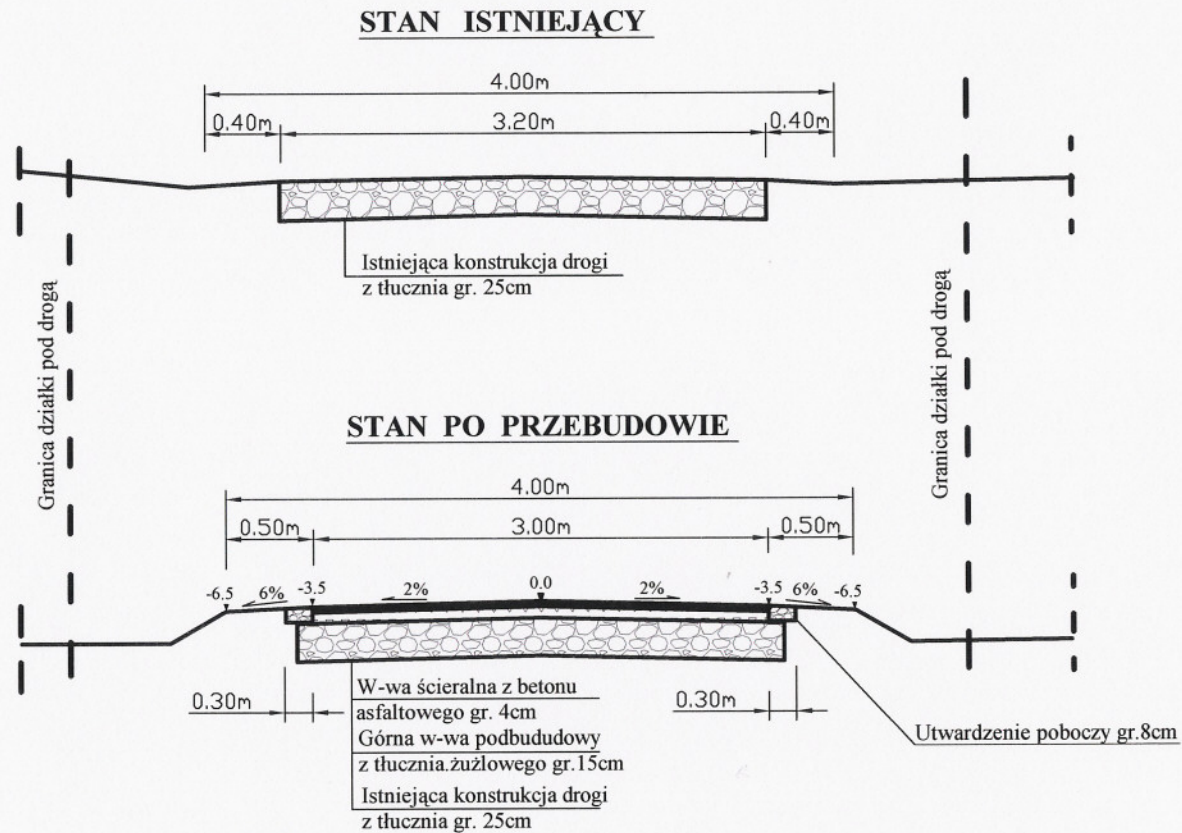 STAN ISTNIEJĄCY
4.00m
0.40m 3.20m 0.40m
Istniejąca konstrukcja drogi
z tłucznia gr. 25cm
Granica działki pod drogą
Granica działki pod drogą
STAN PO PRZEBUDOWIE
4.00m
0.50m 3.00m 0.50m
-6.5 6% -3.5 2% 0.0 2% -3.5 6% -6.5
0.30m 0.30m
W-wa ścieralna z betonu
asfaltowego gr. 4cm
Górna w-wa podbududowy
z tłucznia.żużlowego gr.15cm
Istniejąca konstrukcja drogi
z tłucznia gr. 25cm
Utwardzenie poboczy gr.8cm